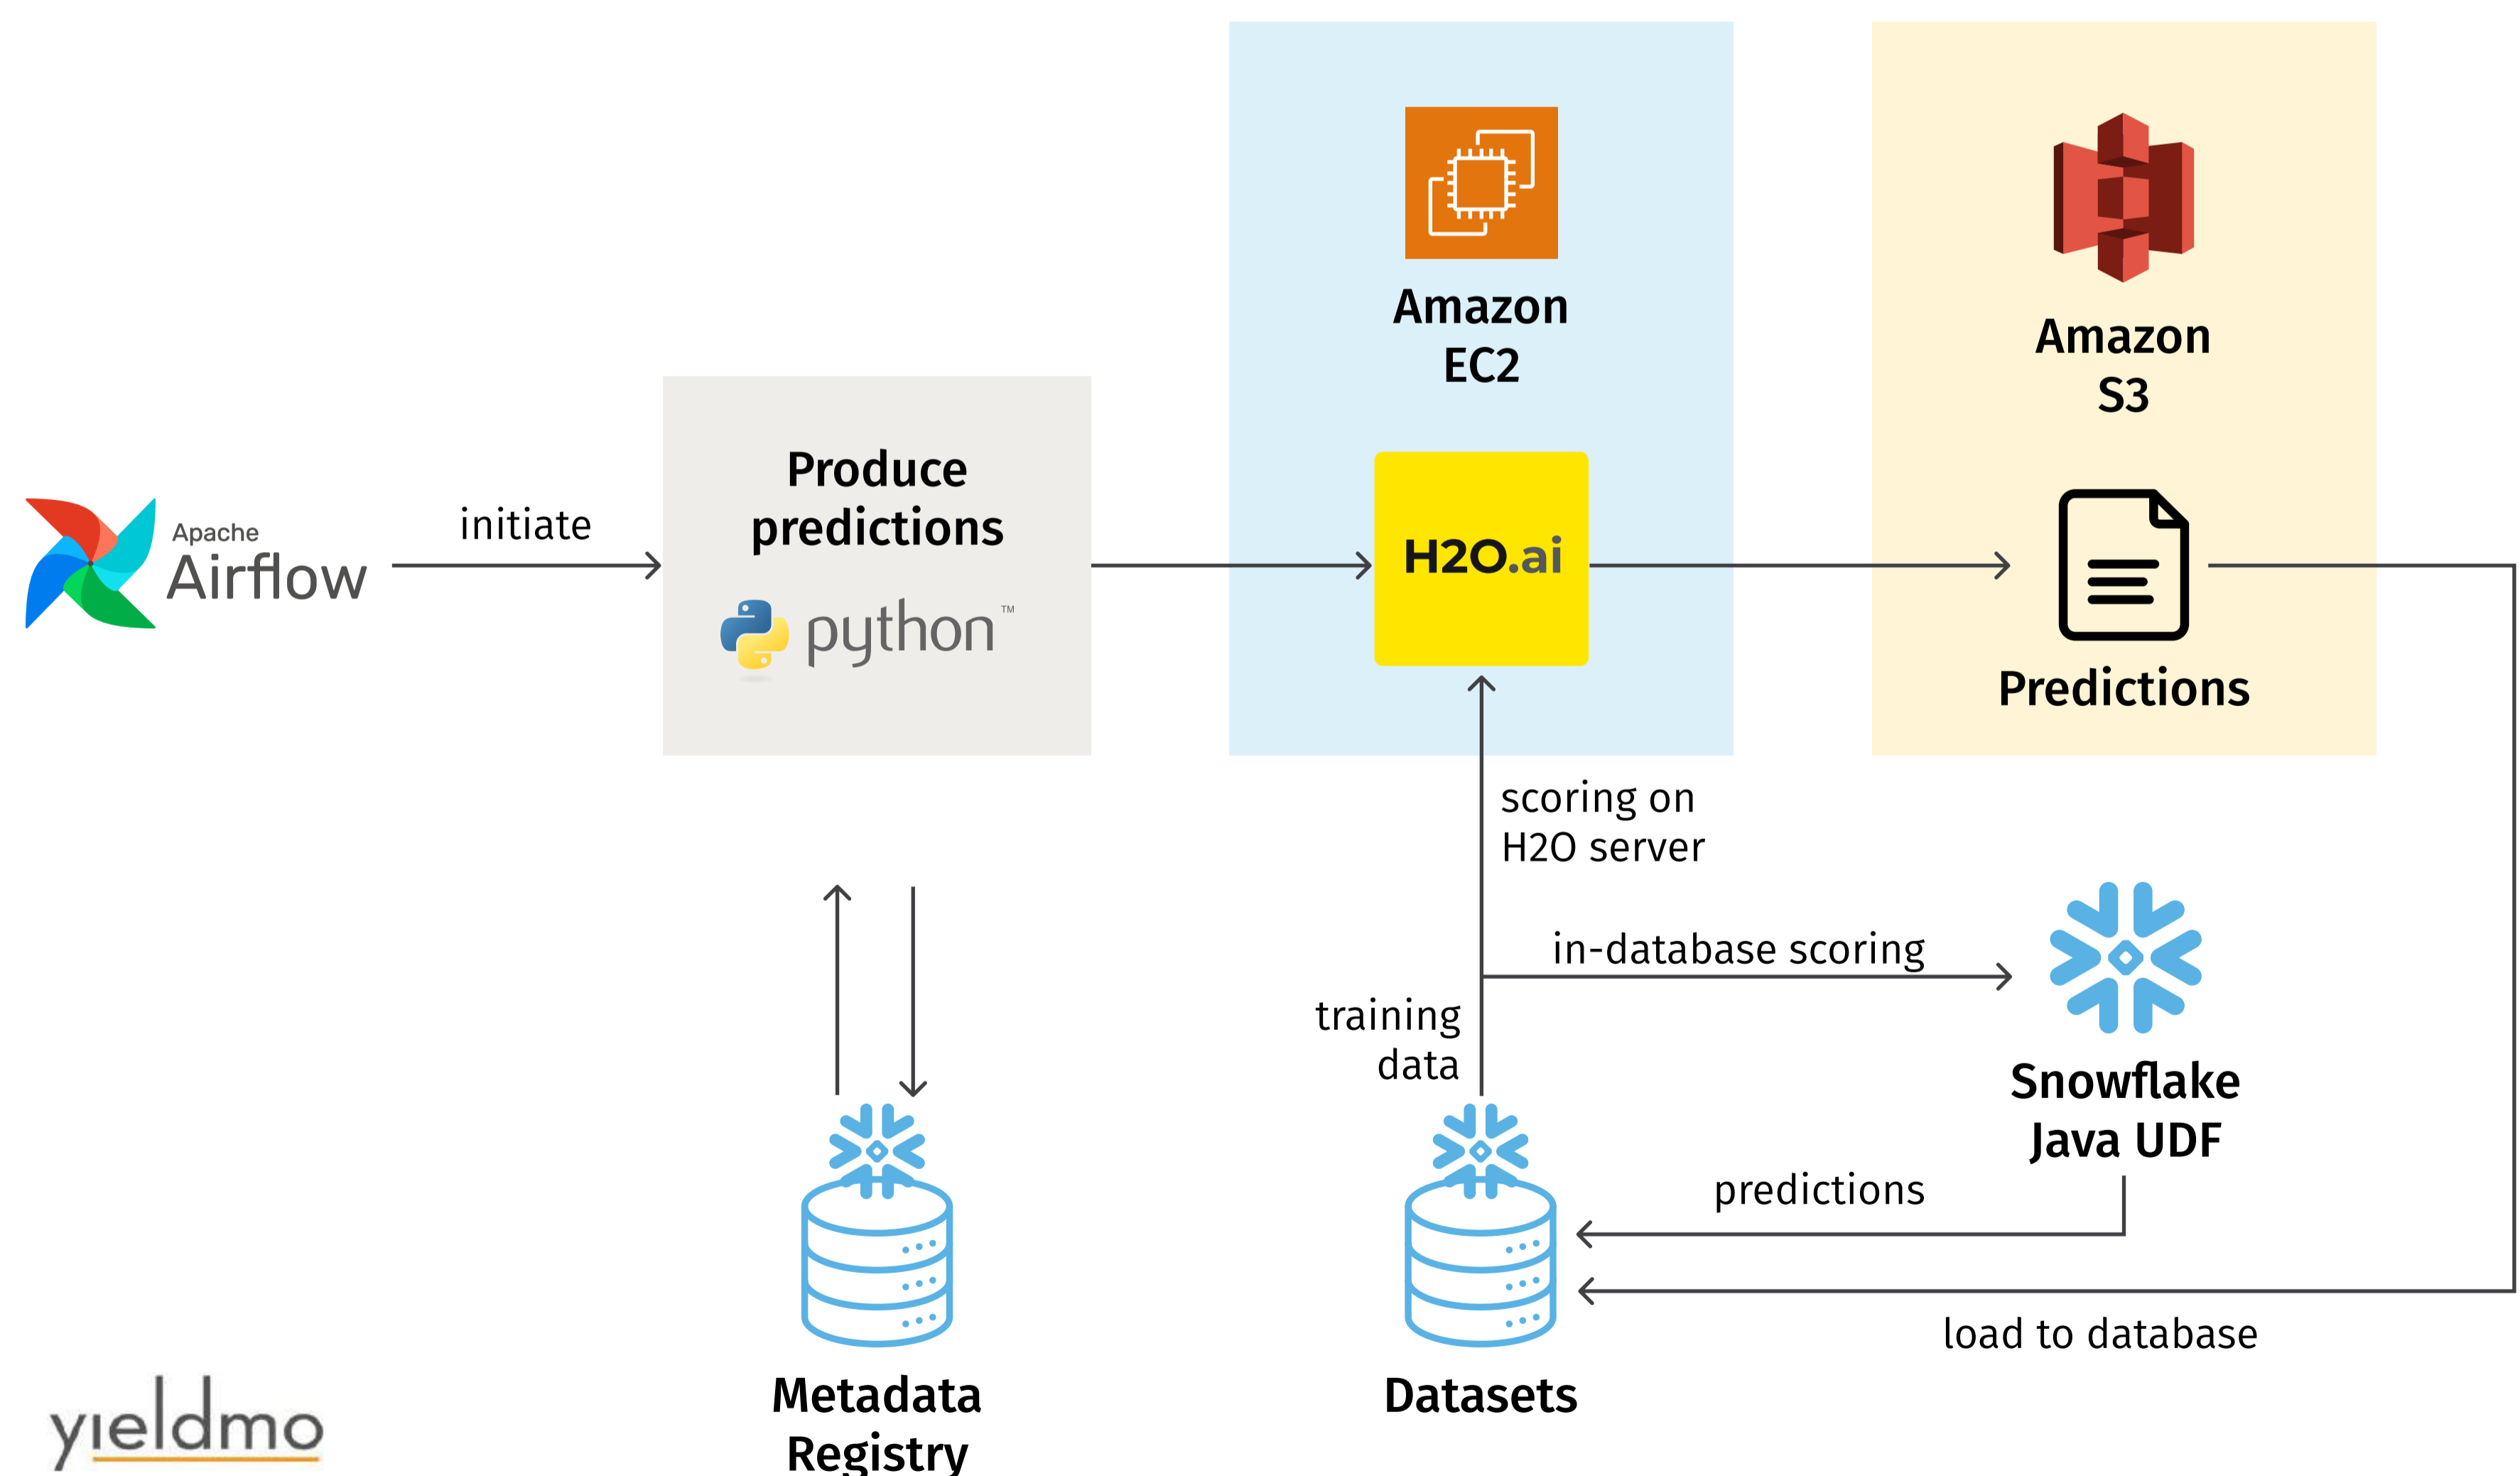 Amazon
EC2
Amazon
S3
Produce
predictions
python™
Apache
Airflow
initiate
H2O.ai
Predictions
scoring on
H2O server
in-database scoring
training
data
Snowflake
Java UDF
predictions
load to database
Metadata
Registry
Datasets
yieldmo